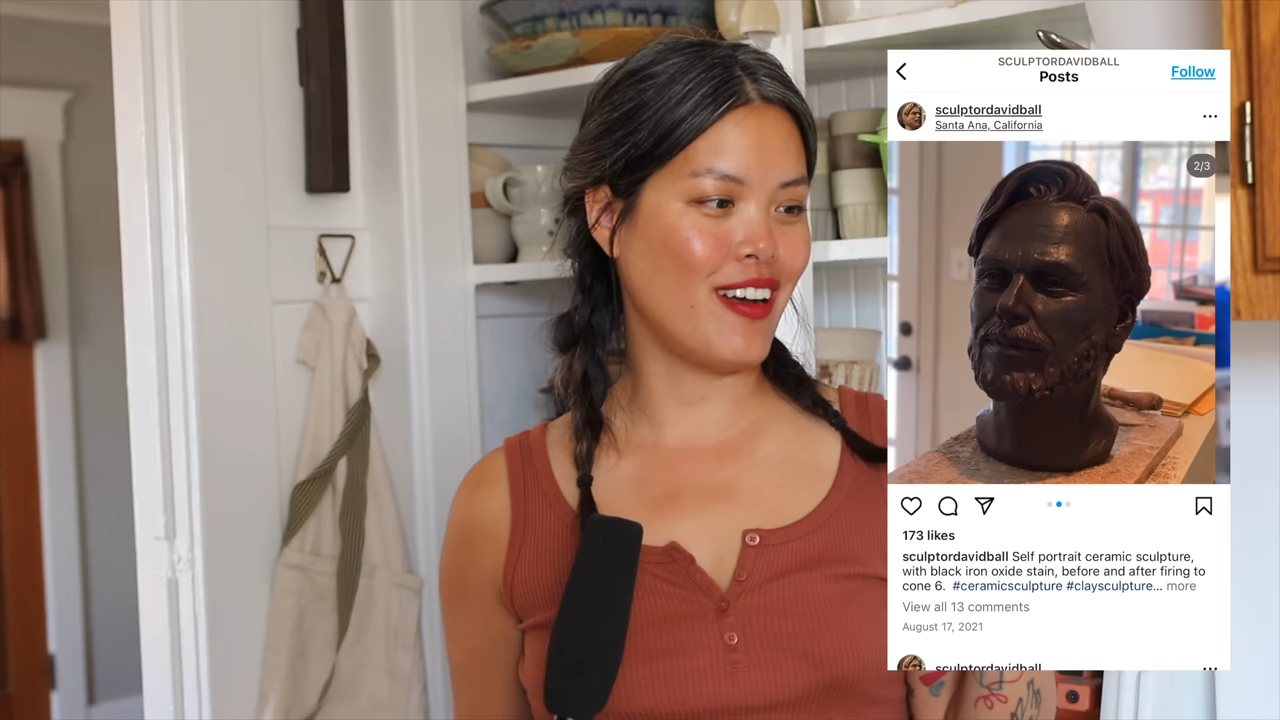 SCULPTORDAVIDBALL
Posts
Follow
sculptordavidball
Santa Ana, California
2/3
173 likes
sculptordavidball Self portrait ceramic sculpture,
with black iron oxide stain, before and after firing to
cone 6. #ceramicsculpture #claysculpture... more
View all 13 comments
August 17, 2021
sculptordavidball